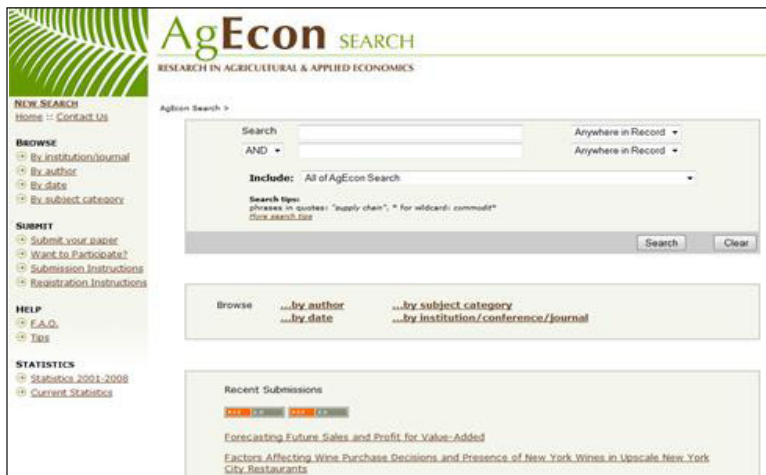 AgEcon SEARCH
RESEARCH IN AGRICULTURAL & APPLIED ECONOMICS
NEW SEARCH
Home :: Contact Us
BROWSE
By institution/journal
By author
By date
By subject category
SUBMIT
Submit your paper
Want to Participate?
Submission Instructions
Registration Instructions
HELP
F.A.Q.
Tips
STATISTICS
Statistics 2001-2008
Current Statistics
AgEcon Search >
Search Anywhere in Record
AND Anywhere in Record
Include: All of AgEcon Search
Search tips:
phrases in quotes: "supply chain", * for wildcard: commodit*
More search tips
Search Clear
Browse ...by author ...by subject category
...by date ...by institution/conference/journal
Recent Submissions
Forecasting Future Sales and Profit for Value-Added
Factors Affecting Wine Purchase Decisions and Presence of New York Wines in Upscale New York
City Restaurants